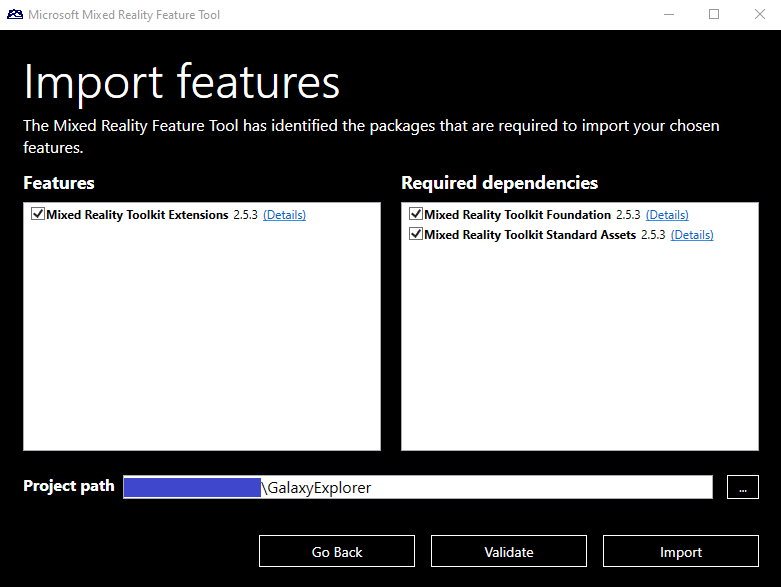 Microsoft Mixed Reality Feature Tool
Import features
The Mixed Reality Feature Tool has identified the packages that are required to import your chosen
features.
Features
Mixed Reality Toolkit Extensions 2.5.3 (Details)
Required dependencies
Mixed Reality Toolkit Foundation 2.5.3 (Details)
Mixed Reality Toolkit Standard Assets 2.5.3 (Details)
Project path \GalaxyExplorer ...
Go Back Validate Import